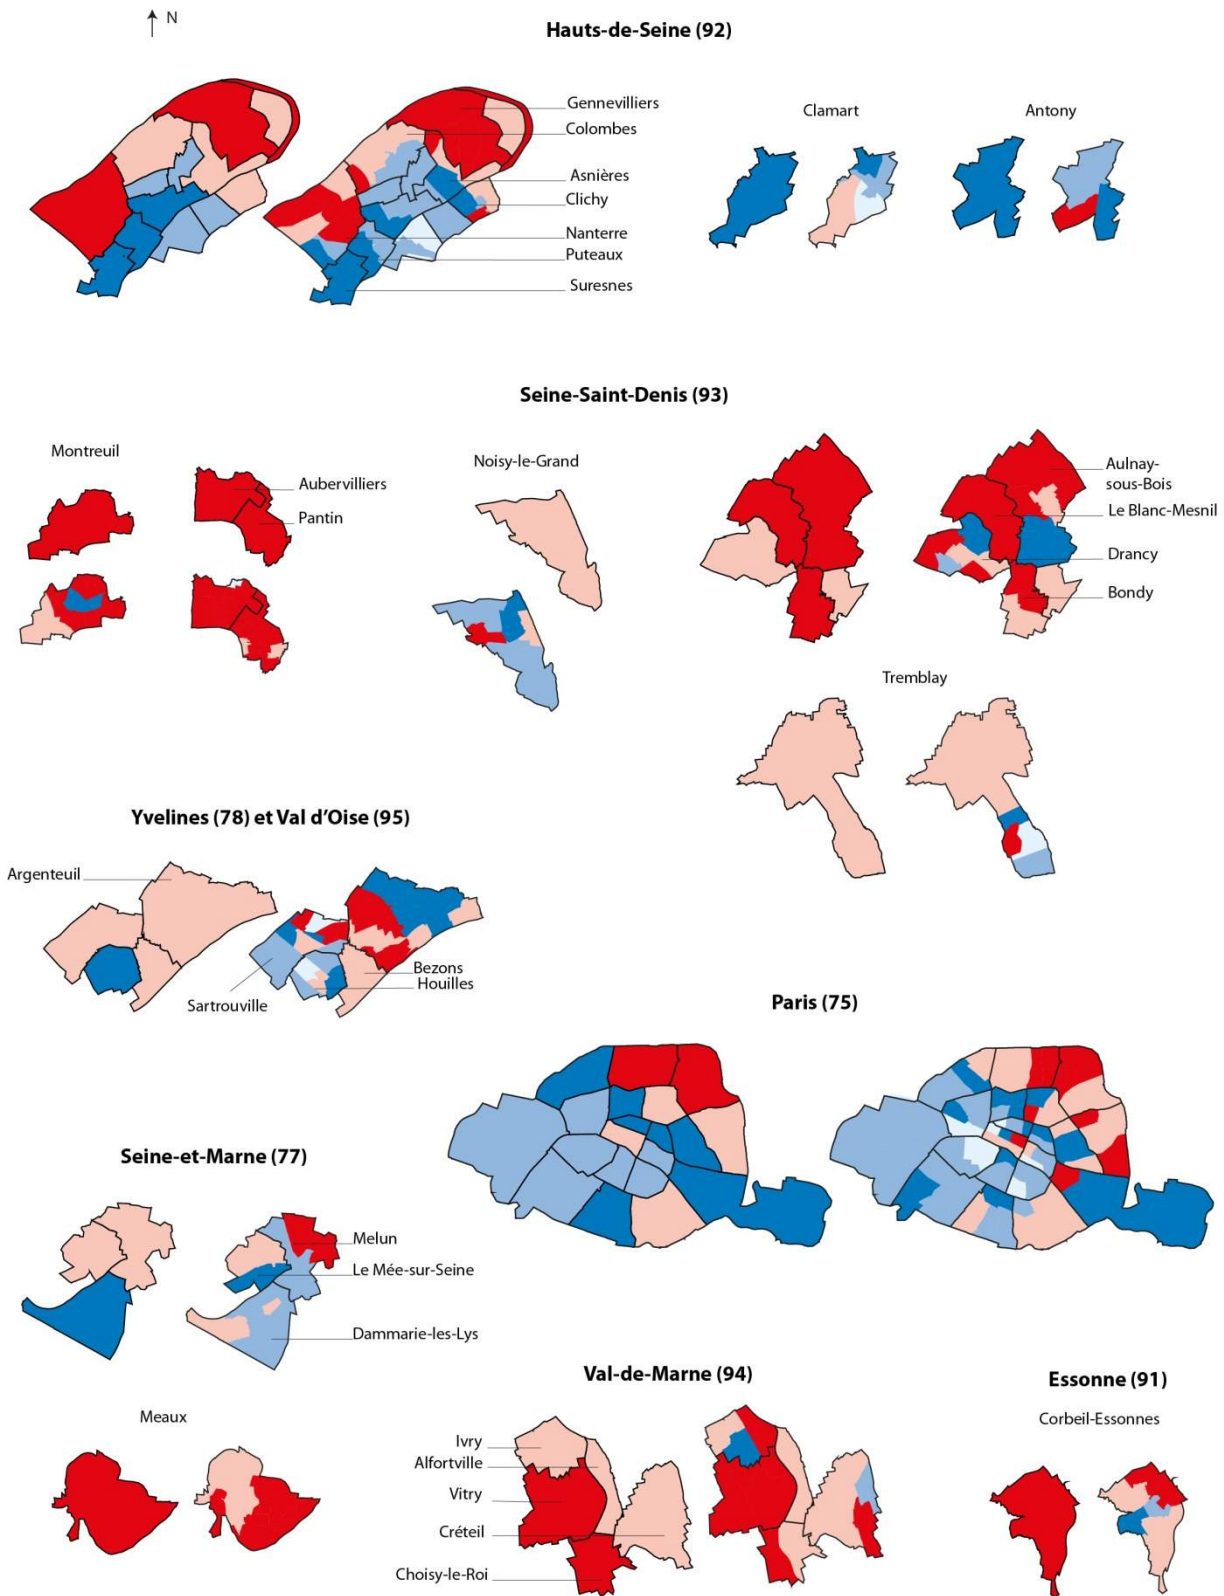 N
Hauts-de-Seine (92)
Gennevilliers
Colombes
Asnières
Clichy
Nanterre
Puteaux
Suresnes
Clamart
Antony
Seine-Saint-Denis (93)
Montreuil
Aubervilliers
Pantin
Noisy-le-Grand
Aulnay-
sous-Bois
Le Blanc-Mesnil
Drancy
Bondy
Tremblay
Yvelines (78) et Val d'Oise (95)
Argenteuil
Bezons
Houilles
Sartrouville
Paris (75)
Seine-et-Marne (77)
Melun
Le Mée-sur-Seine
Dammarie-les-Lys
Meaux
Val-de-Marne (94)
Ivry
Alfortville
Vitry
Créteil
Choisy-le-Roi
Essonne (91)
Corbeil-Essonnes